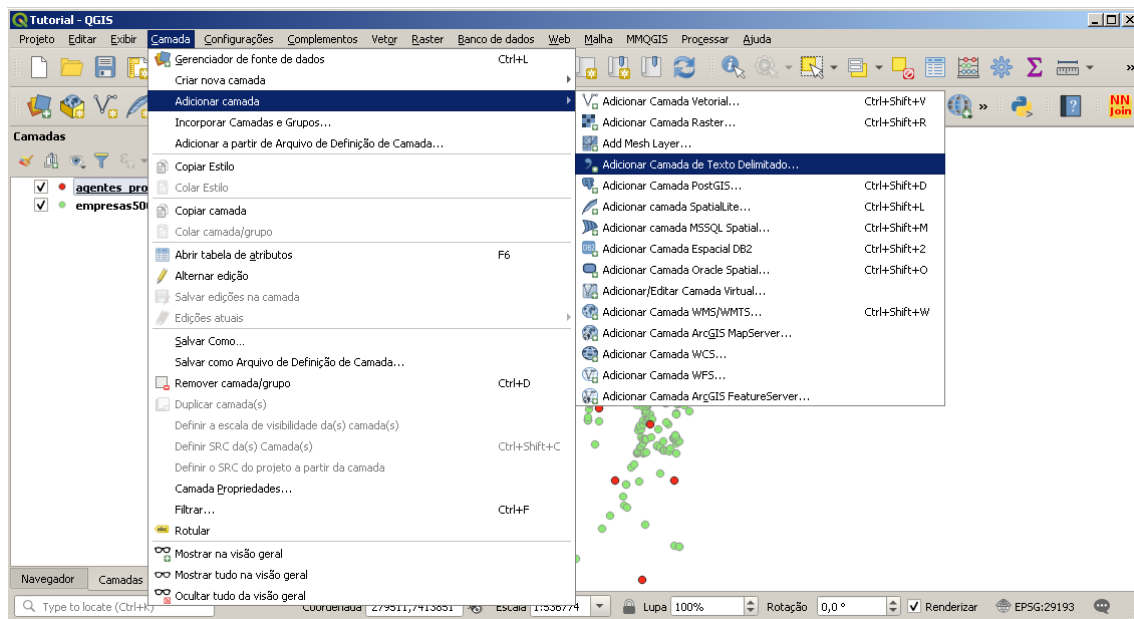 Tutorial - QGIS
Projeto Editar Exibir Camada Configurações Complementos Vetor Raster Banco de dados Web Malha MMQGIS Processar Ajuda
Gerenciador de fonte de dados Ctrl+L
Criar nova camada
Adicionar camada
Incorporar Camadas e Grupos...
Adicionar a partir de Arquivo de Definição de Camada...
Copiar Estilo
Colar Estilo
Copiar camada
Colar camada/grupo
Abrir tabela de atributos F6
Alternar edição
Salvar edições na camada
Edições atuais
Salvar Como...
Salvar como Arquivo de Definição de Camada...
Remover camada/grupo Ctrl+D
Duplicar camada(s)
Definir a escala de visibilidade da(s) camada(s)
Definir SRC da(s) Camada(s) Ctrl+Shift+C
Definir o SRC do projeto a partir da camada
Camada Propriedades...
Filtrar... Ctrl+F
abc Rotular
Mostrar na visão geral
Mostrar tudo na visão geral
Ocultar tudo da visão geral
Adicionar Camada Vetorial... Ctrl+Shift+V
Adicionar Camada Raster... Ctrl+Shift+R
Add Mesh Layer...
Adicionar Camada de Texto Delimitado...
Adicionar Camada PostGIS... Ctrl+Shift+D
Adicionar camada SpatiaLite... Ctrl+Shift+L
Adicionar camada MSSQL Spatial... Ctrl+Shift+M
DB2 Adicionar Camada Espacial DB2 Ctrl+Shift+2
Adicionar Camada Oracle Spatial... Ctrl+Shift+O
Adicionar/Editar Camada Virtual...
Adicionar Camada WMS/WMTS... Ctrl+Shift+W
Adicionar Camada ArcGIS MapServer...
Adicionar Camada WCS...
Adicionar Camada WFS...
Adicionar Camada ArcGIS FeatureServer...
NN
Join
Camadas
agentes_pro
empresas50
Navegador Camadas
Type to locate (Ctrl+K) Coordenada 279511,7413851 Escala 1:536774 Lupa 100% Rotação 0,0 ° Renderizar EPSG:29193